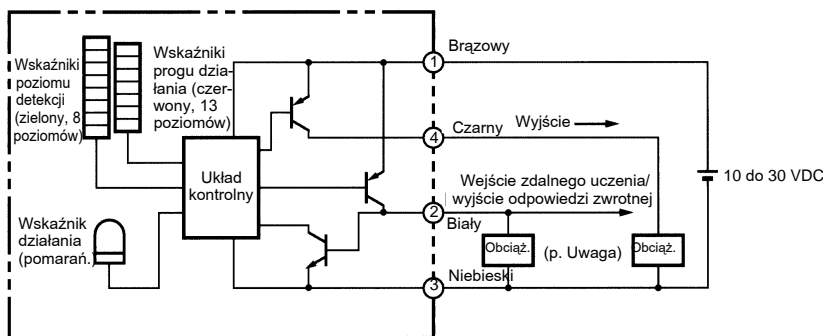 Wskaźniki
poziomu
detekcji
(zielony, 8
poziomów)
Wskaźniki
progu dzia-
łania (czer-
wony, 13
poziomów)
Układ
kontrolny
Wskaźnik
działania
(pomarań.)
1
Brązowy
4
Czarny
Wyjście
Wejście zdalnego uczenia/
wyjście odpowiedzi zwrotnej
2
Biały
Obciąż.
(p. Uwaga)
Obciąż.
3
Niebieski
10 do 30 VDC